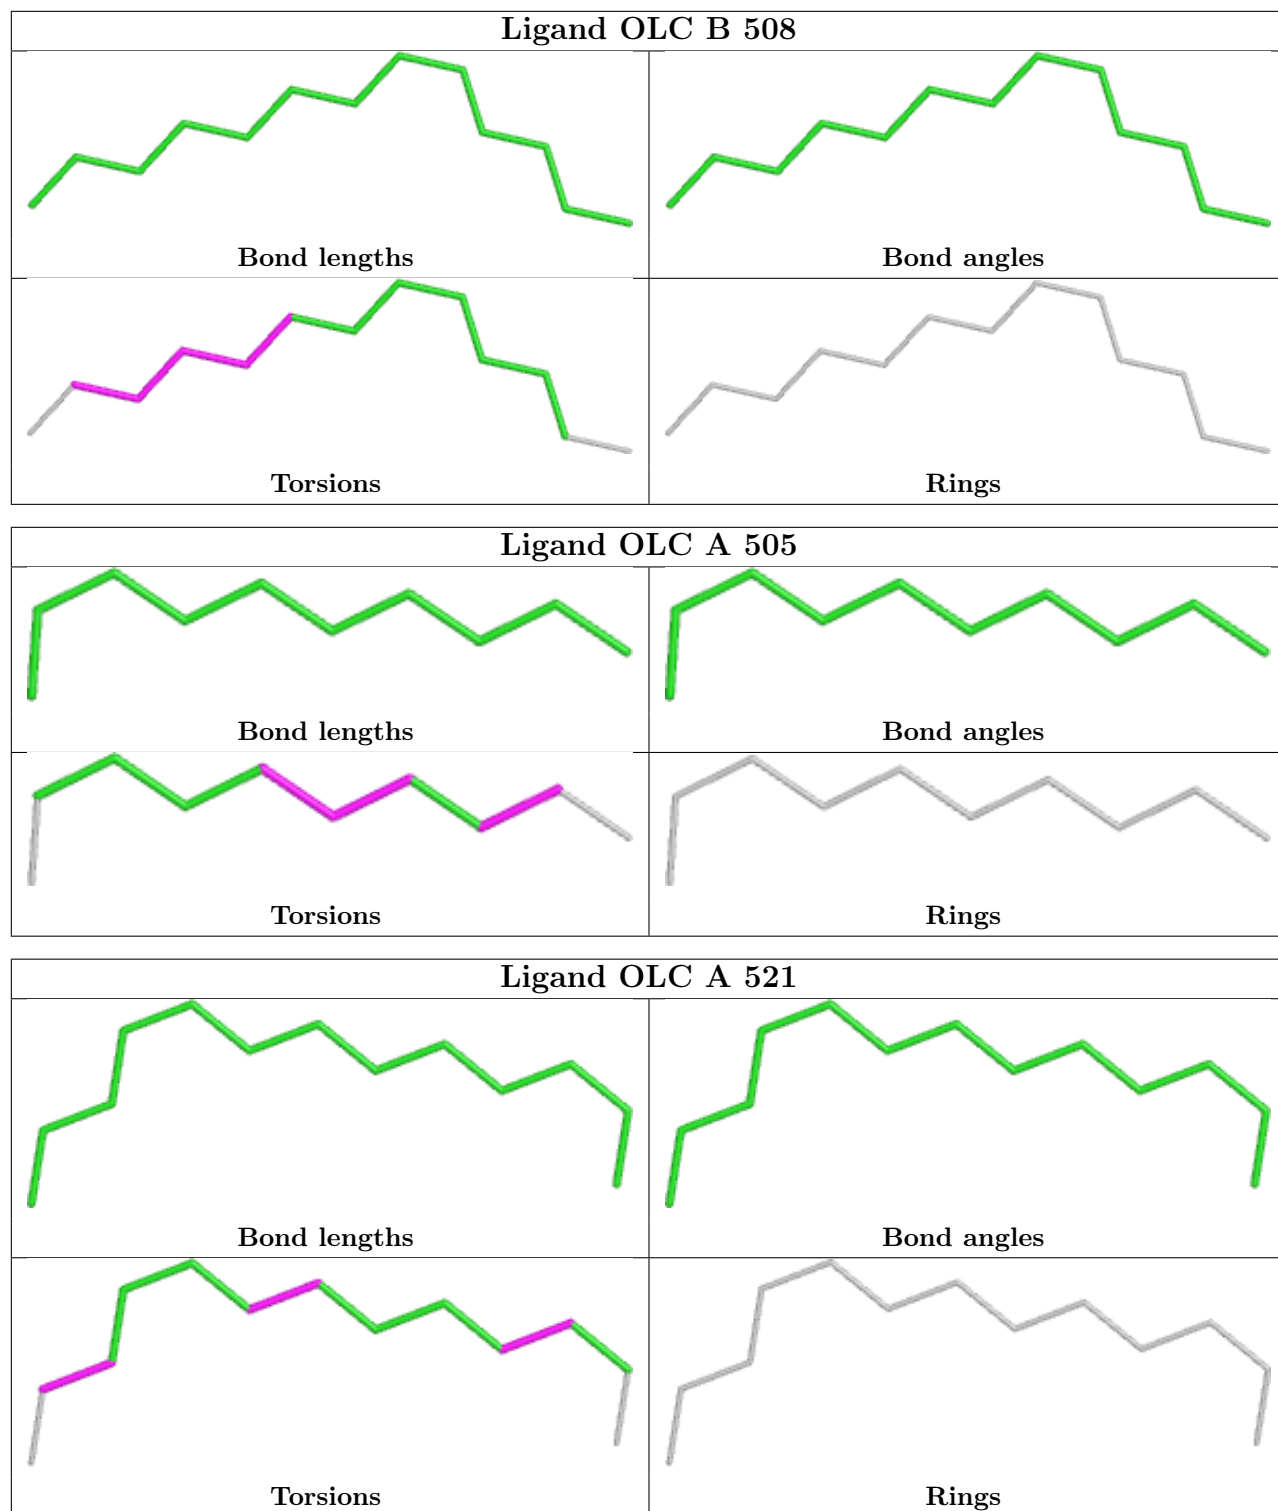 Ligand OLC B 508
Bond lengths
Bond angles
Torsions
Rings
Ligand OLC A 505
Bond lengths
Bond angles
Torsions
Rings
Ligand OLC A 521
Bond lengths
Bond angles
Torsions
Rings